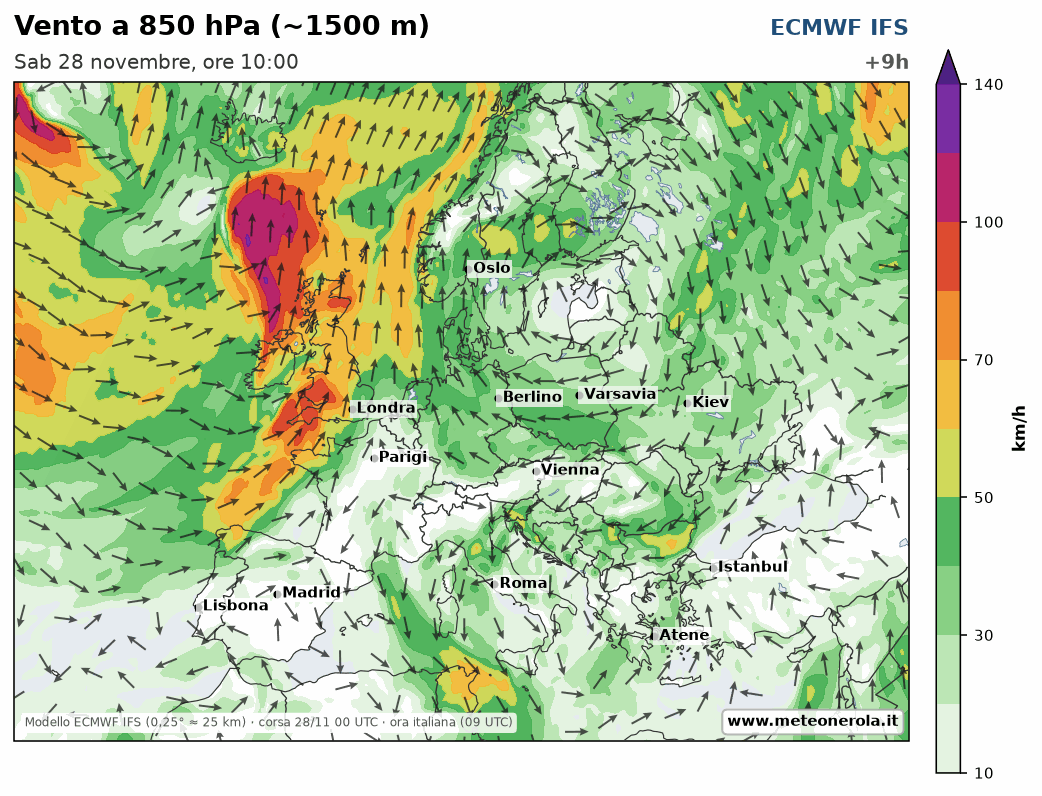 Vento a 850 hPa (~1500 m)
ECMWF IFS
Sab 28 novembre, ore 10:00
+9h
140
100
70
50
30
10
km/h
Oslo
Berlino
Varsavia
Kiev
Londra
Parigi
Vienna
Istanbul
Roma
Madrid
Lisbona
Atene
Modello ECMWF IFS (0,25° ≈ 25 km) · corsa 28/11 00 UTC · ora italiana (09 UTC)
www.meteonerola.it